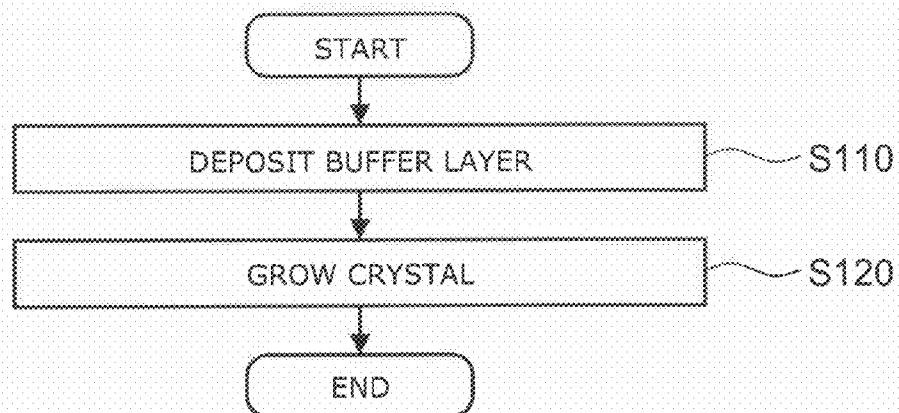 START
DEPOSIT BUFFER LAYER
S110
GROW CRYSTAL
S120
END